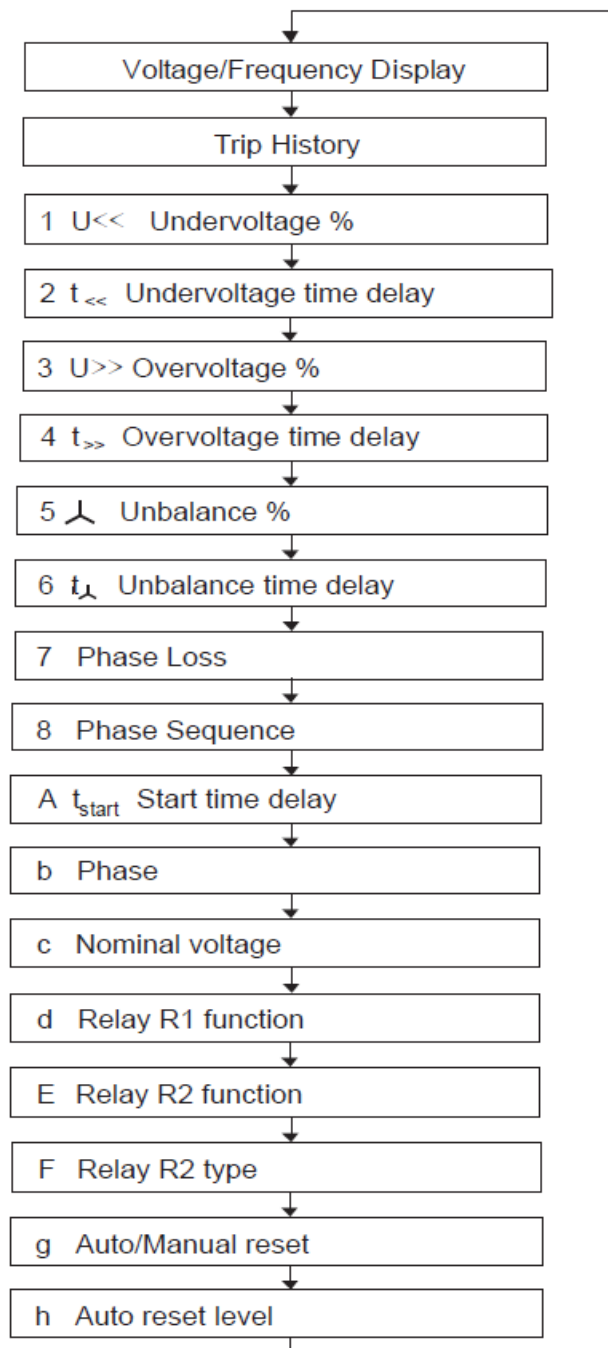 Voltage/Frequency Display
Trip History
1 U<< Undervoltage %
2 t<< Undervoltage time delay
3 U>> Overvoltage %
4 t>> Overvoltage time delay
5 Unbalance %
6 t Unbalance time delay
7 Phase Loss
8 Phase Sequence
A tstart Start time delay
b Phase
c Nominal voltage
d Relay R1 function
E Relay R2 function
F Relay R2 type
g Auto/Manual reset
h Auto reset level